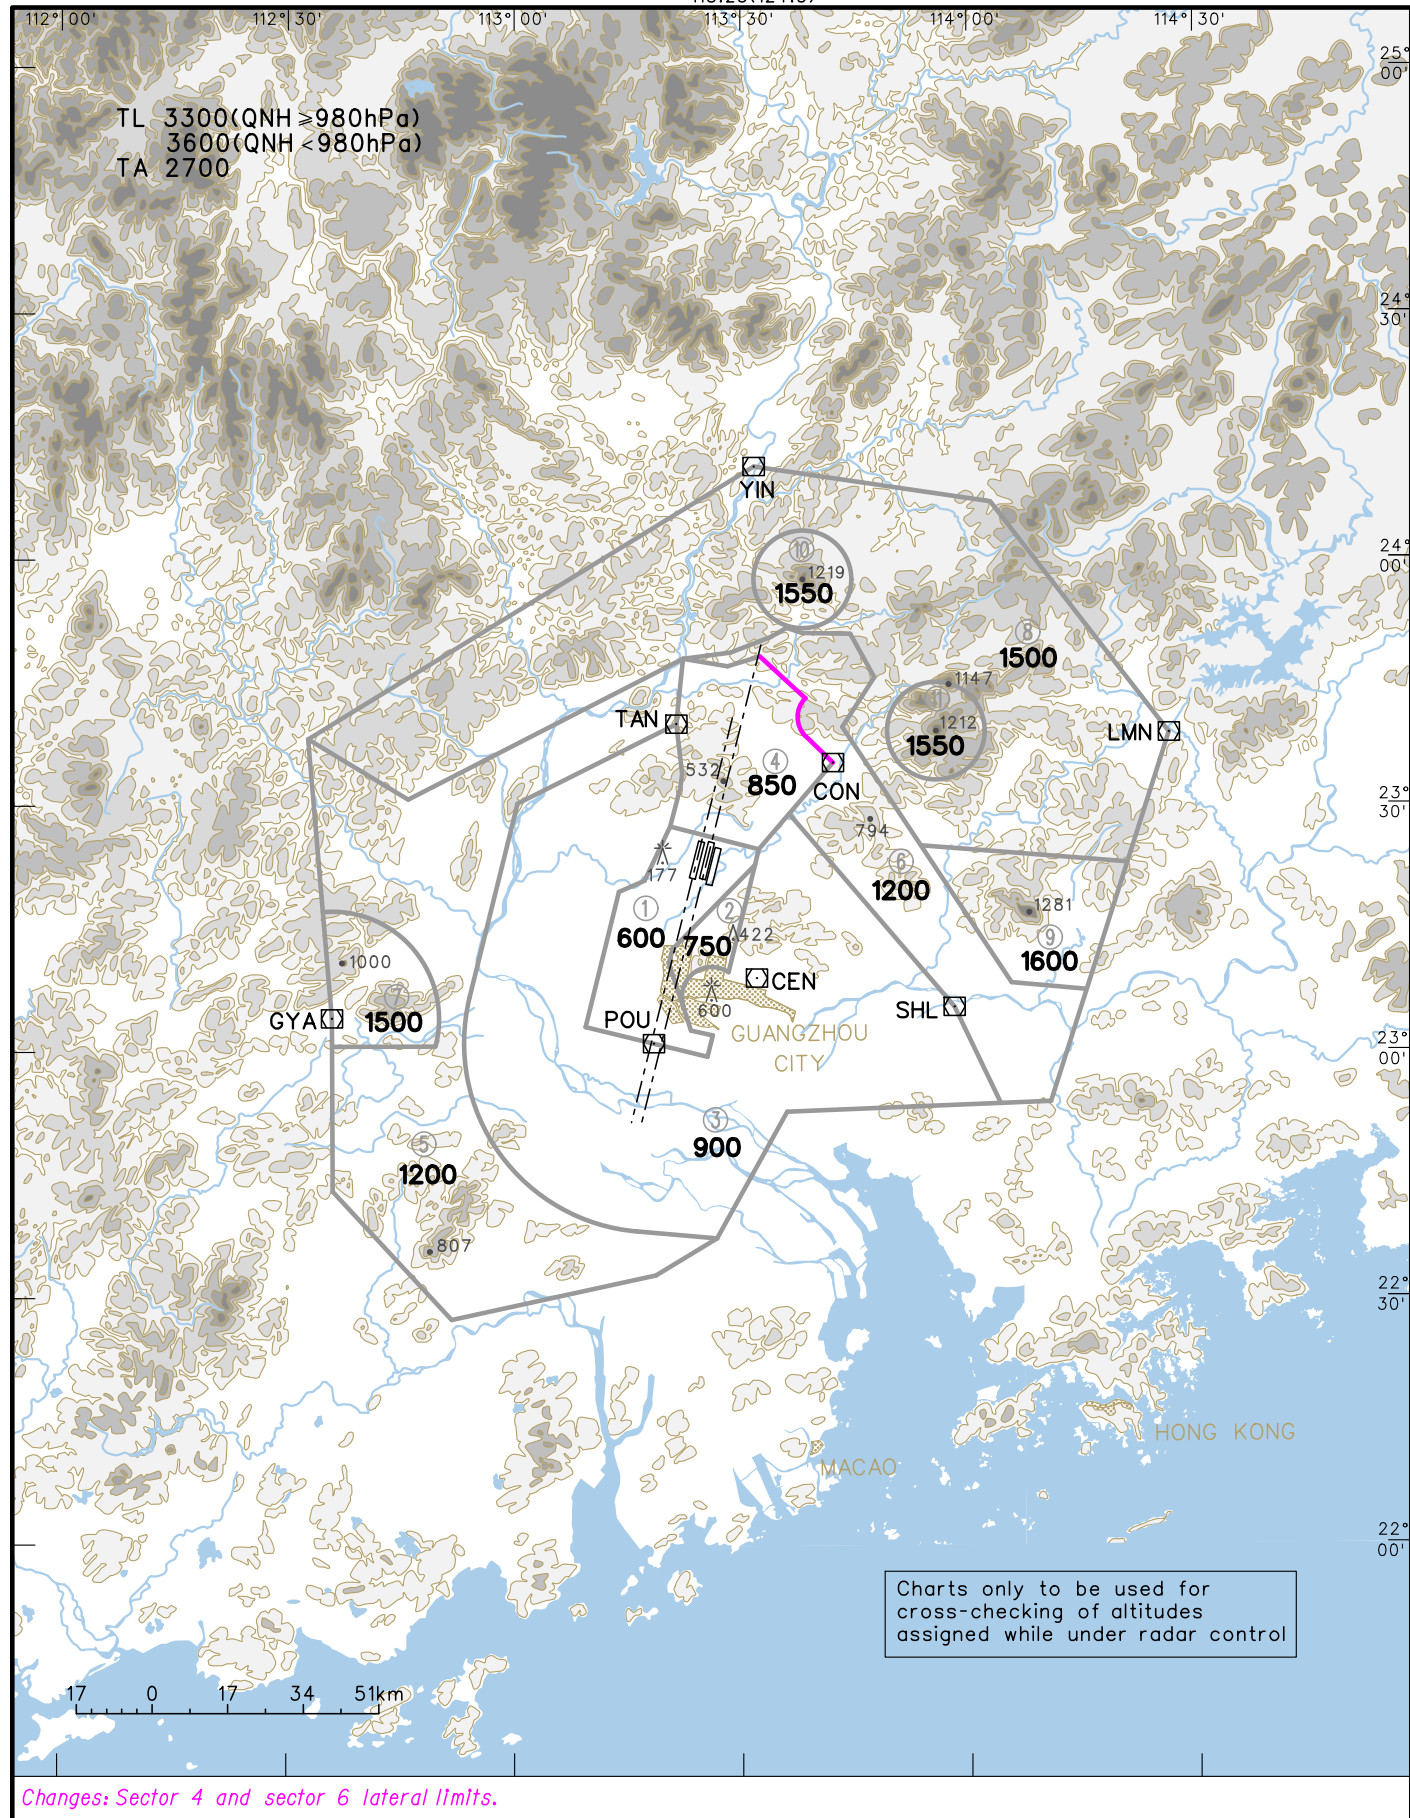 112°00'
112°30'
113°00'
113°30'
114°00'
114°30'
25°
00'
TL 3300(QNH≥980hPa)
3600(QNH<980hPa)
TA 2700
24°
30'
YIN
24°
00'
10
1219
1550
8
1500
1147
11
1212
1550
TAN
LMN
4
532
850
CON
23°
30'
794
177
6
1200
1
600
2
750
422
1281
9
1600
1000
7
1500
GYA
CEN
600
SHL
POU
GUANGZHOU
CITY
23°
00'
3
900
5
1200
807
22°
30'
100
HONG KONG
MACAO
22°
00'
Charts only to be used for
cross-checking of altitudes
assigned while under radar control
17 0 17 34 51km
Changes: Sector 4 and sector 6 lateral limits.